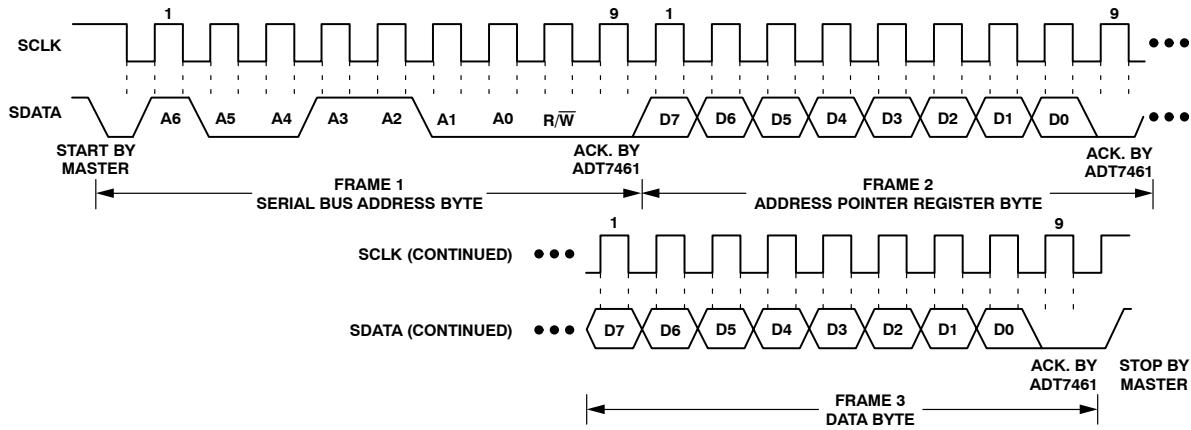 1 9 1 9
SCLK
SDATA A6 A5 A4 A3 A2 A1 A0 R/W̅ D7 D6 D5 D4 D3 D2 D1 D0
START BY
MASTER
ACK. BY
ADT7461
ACK. BY
ADT7461
FRAME 1
SERIAL BUS ADDRESS BYTE
FRAME 2
ADDRESS POINTER REGISTER BYTE
1 9
SCLK (CONTINUED)
SDATA (CONTINUED) D7 D6 D5 D4 D3 D2 D1 D0
ACK. BY
ADT7461
STOP BY
MASTER
FRAME 3
DATA BYTE